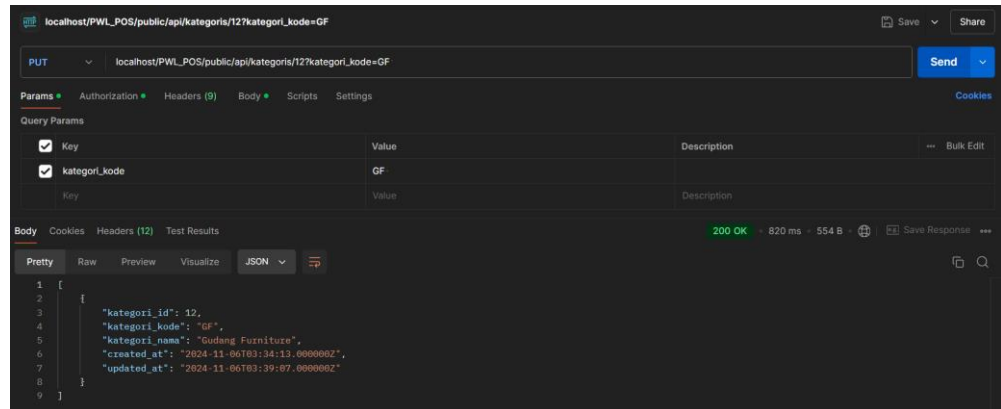 HTTP localhost/PWL_POS/public/api/kategoris/12?kategori_kode=GF Save Share
PUT localhost/PWL_POS/public/api/kategoris/12?kategori_kode=GF Send
Params Authorization Headers (9) Body Scripts Settings Cookies
Query Params
Key Value Description Bulk Edit
kategori_kode GF
Key Value Description
Body Cookies Headers (12) Test Results 200 OK 820 ms 554 B Save Response
Pretty Raw Preview Visualize JSON
1 [
2 {
3 "kategori_id": 12,
4 "kategori_kode": "GF",
5 "kategori_nama": "Gudang Furniture",
6 "created_at": "2024-11-06T03:34:13.000000Z",
7 "updated_at": "2024-11-06T03:39:07.000000Z"
8 }
9 ]